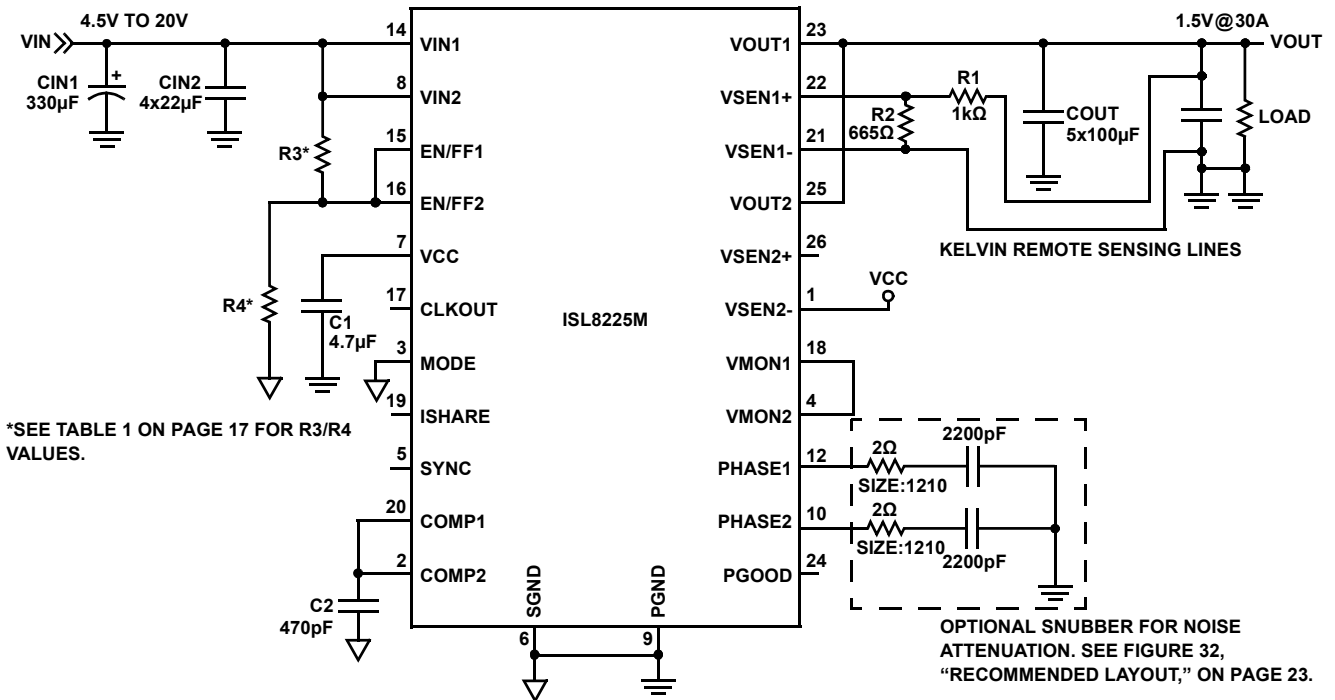 4.5V TO 20V
VIN
CIN1
330µF
+
CIN2
4x22µF
R3*
R4*
C1
4.7µF
*SEE TABLE 1 ON PAGE 17 FOR R3/R4
VALUES.
C2
470pF
14
VIN1
8
VIN2
15
EN/FF1
16
EN/FF2
7
VCC
17
CLKOUT
3
MODE
19
ISHARE
5
SYNC
20
COMP1
2
COMP2
ISL8225M
SGND
6
PGND
9
VOUT1
23
VSEN1+
22
VSEN1-
21
VOUT2
25
VSEN2+
26
VSEN2-
1
VMON1
18
VMON2
4
PHASE1
12
PHASE2
10
PGOOD
24
1.5V@30A
VOUT
R1
1kΩ
R2
665Ω
COUT
5x100µF
LOAD
KELVIN REMOTE SENSING LINES
VCC
2Ω
SIZE:1210
2200pF
2Ω
SIZE:1210
2200pF
OPTIONAL SNUBBER FOR NOISE
ATTENUATION. SEE FIGURE 32,
“RECOMMENDED LAYOUT,” ON PAGE 23.